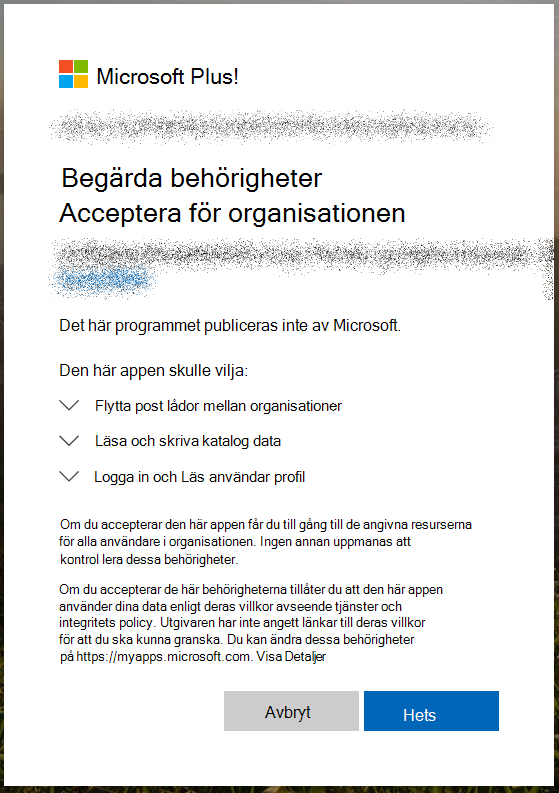 Microsoft Plus!
Begärda behörigheter
Acceptera för organisationen
Det här programmet publiceras inte av Microsoft.
Den här appen skulle vilja:
Flytta post lådor mellan organisationer
Läsa och skriva katalog data
Logga in och Läs användar profil
Om du accepterar den här appen får du till gång till de angivna resurserna
för alla användare i organisationen. Ingen annan uppmanas att
kontrol lera dessa behörigheter.
Om du accepterar de här behörigheterna tillåter du att den här appen
använder dina data enligt deras villkor avseende tjänster och
integritets policy. Utgivaren har inte angett länkar till deras villkor
för att du ska kunna granska. Du kan ändra dessa behörigheter
på https://myapps.microsoft.com. Visa Detaljer
Avbryt
Hets